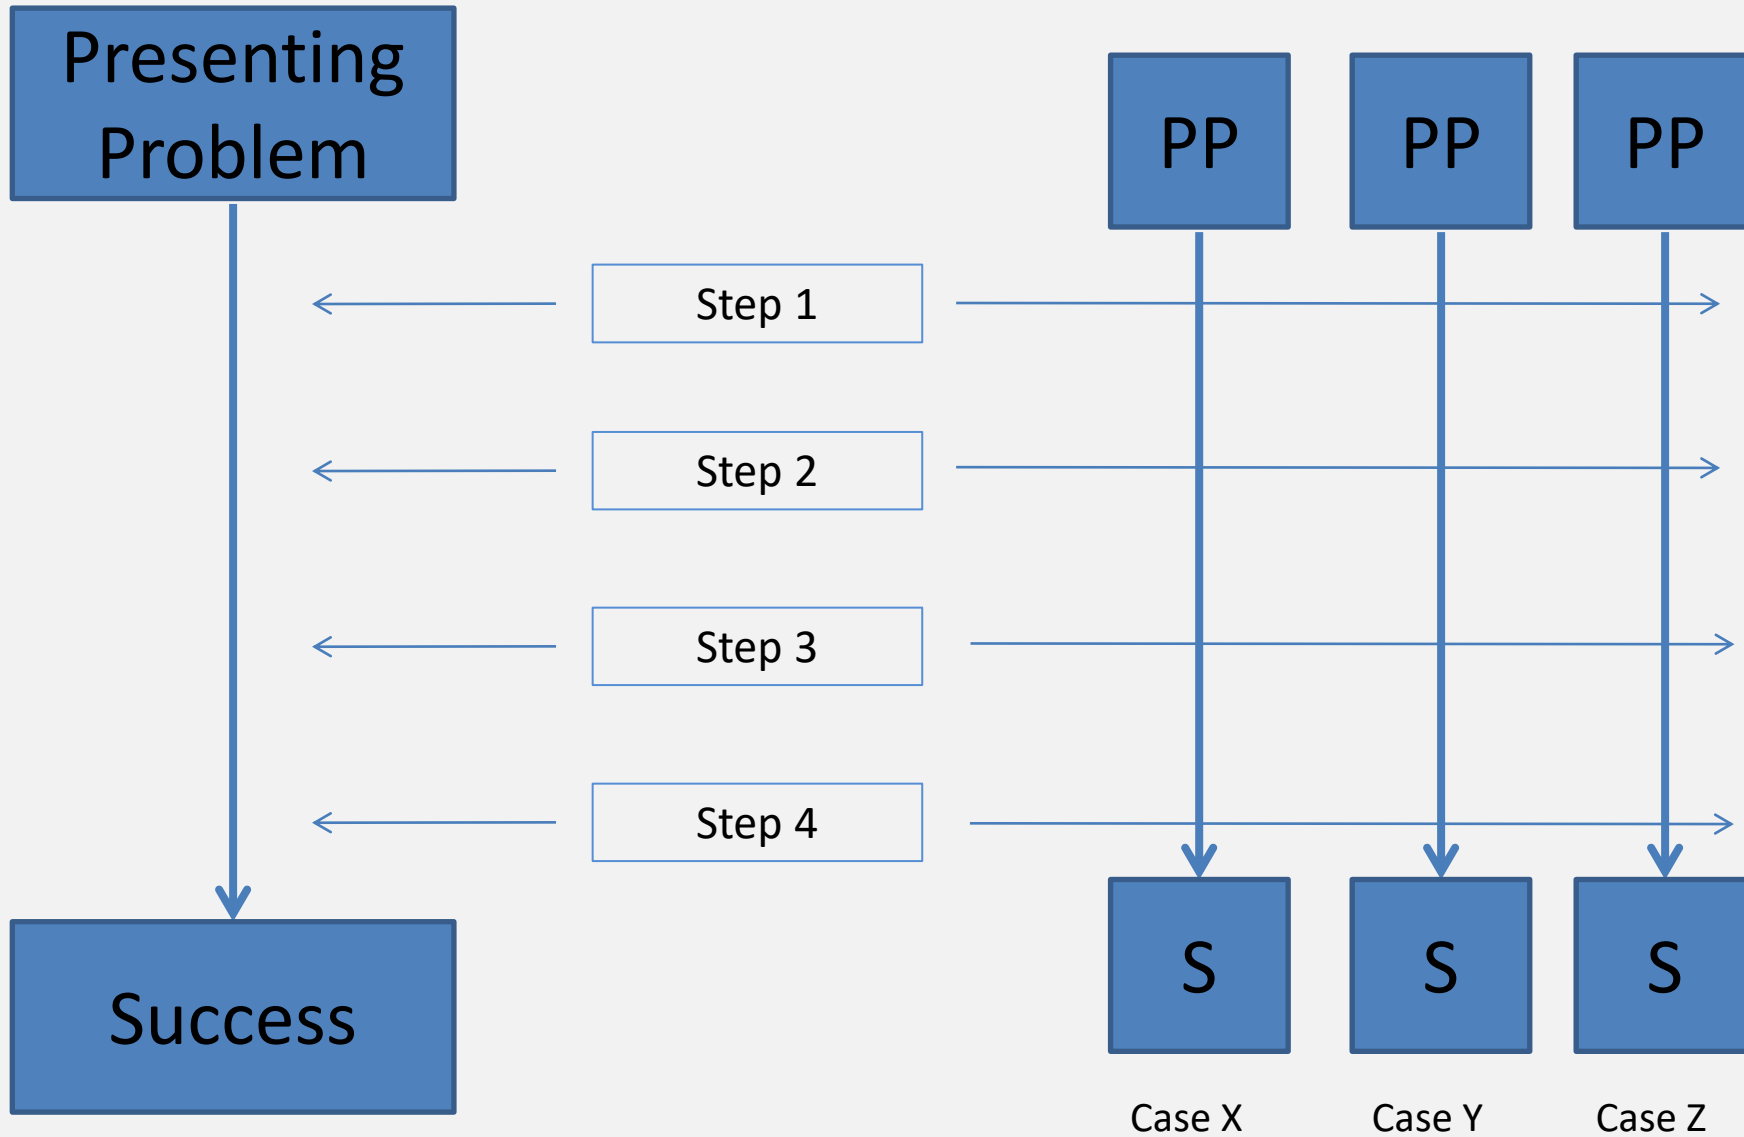 Presenting
Problem
PP
PP
PP
Step 1
Step 2
Step 3
Step 4
Success
S
S
S
Case X
Case Y
Case Z